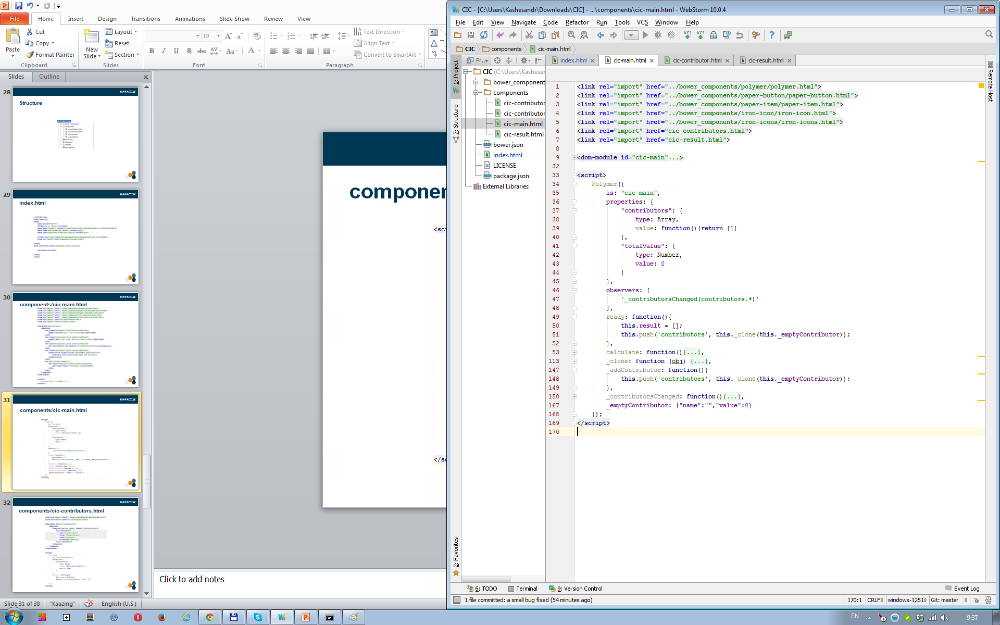 File
Home
Insert
Design
Transitions
Animations
Slide Show
Review
View
Paste
Cut
Copy
Format Painter
Clipboard
New Slide
Layout
Reset
Section
Slides
19
Font
Text Direction
Align Text
Convert to SmartArt
Paragraph
Slides
Outline
28
DATAART
Structure
29
DATAART
index.html
30
DATAART
components/cic-main.html
31
DATAART
components/cic-main.html
32
DATAART
components/cic-contributors.html
componen
<scr
</sc
Click to add notes
Slide 31 of 38
"Kaazing"
English (U.S.)
CIC - [C:\Users\Kashesandr\Downloads\CIC] - ...\components\cic-main.html - WebStorm 10.0.4
File Edit View Navigate Code Refactor Run Tools VCS Window Help
CIC
components
cic-main.html
1: Project
Z: Structure
2: Favorites
Pr..
CIC (C:\Users\Kashesar
bower_component
components
cic-contributor
cic-contributor
cic-main.html
cic-result.html
bower.json
index.html
LICENSE
package.json
External Libraries
index.html
cic-main.html
cic-contributor.html
cic-result.html
Remote Host
1 <link rel="import" href="../bower_components/polymer/polymer.html">
2 <link rel="import" href="../bower_components/paper-button/paper-button.html">
3 <link rel="import" href="../bower_components/paper-item/paper-item.html">
4 <link rel="import" href="../bower_components/iron-icon/iron-icon.html">
5 <link rel="import" href="../bower_components/iron-icons/iron-icons.html">
6 <link rel="import" href="cic-contributors.html">
7 <link rel="import" href="cic-result.html">
8
9 <dom-module id="cic-main"...>
32
33 <script>
34 Polymer({
35 is: "cic-main",
36 properties: {
37 "contributors": {
38 type: Array,
39 value: function(){return []}
40 },
41 "totalValue": {
42 type: Number,
43 value: 0
44 }
45 },
46 observers: [
47 '_contributorsChanged(contributors.*)'
48 ],
49 ready: function(){
50 this.result = [];
51 this.push('contributors', this._clone(this._emptyContributor));
52 },
53 calculate: function(){...},
113 _clone: function (obj) {...},
147 _addContributor: function(){
148 this.push('contributors', this._clone(this._emptyContributor));
149 },
150 _contributorsChanged: function(){...},
167 _emptyContributor: {"name":"","value":0}
168 });
169 </script>
170
6: TODO
Terminal
9: Version Control
Event Log
1 file committed: a small bug fixed (54 minutes ago)
170:1
CRLF
windows-1251
Git: master
EN
9:37